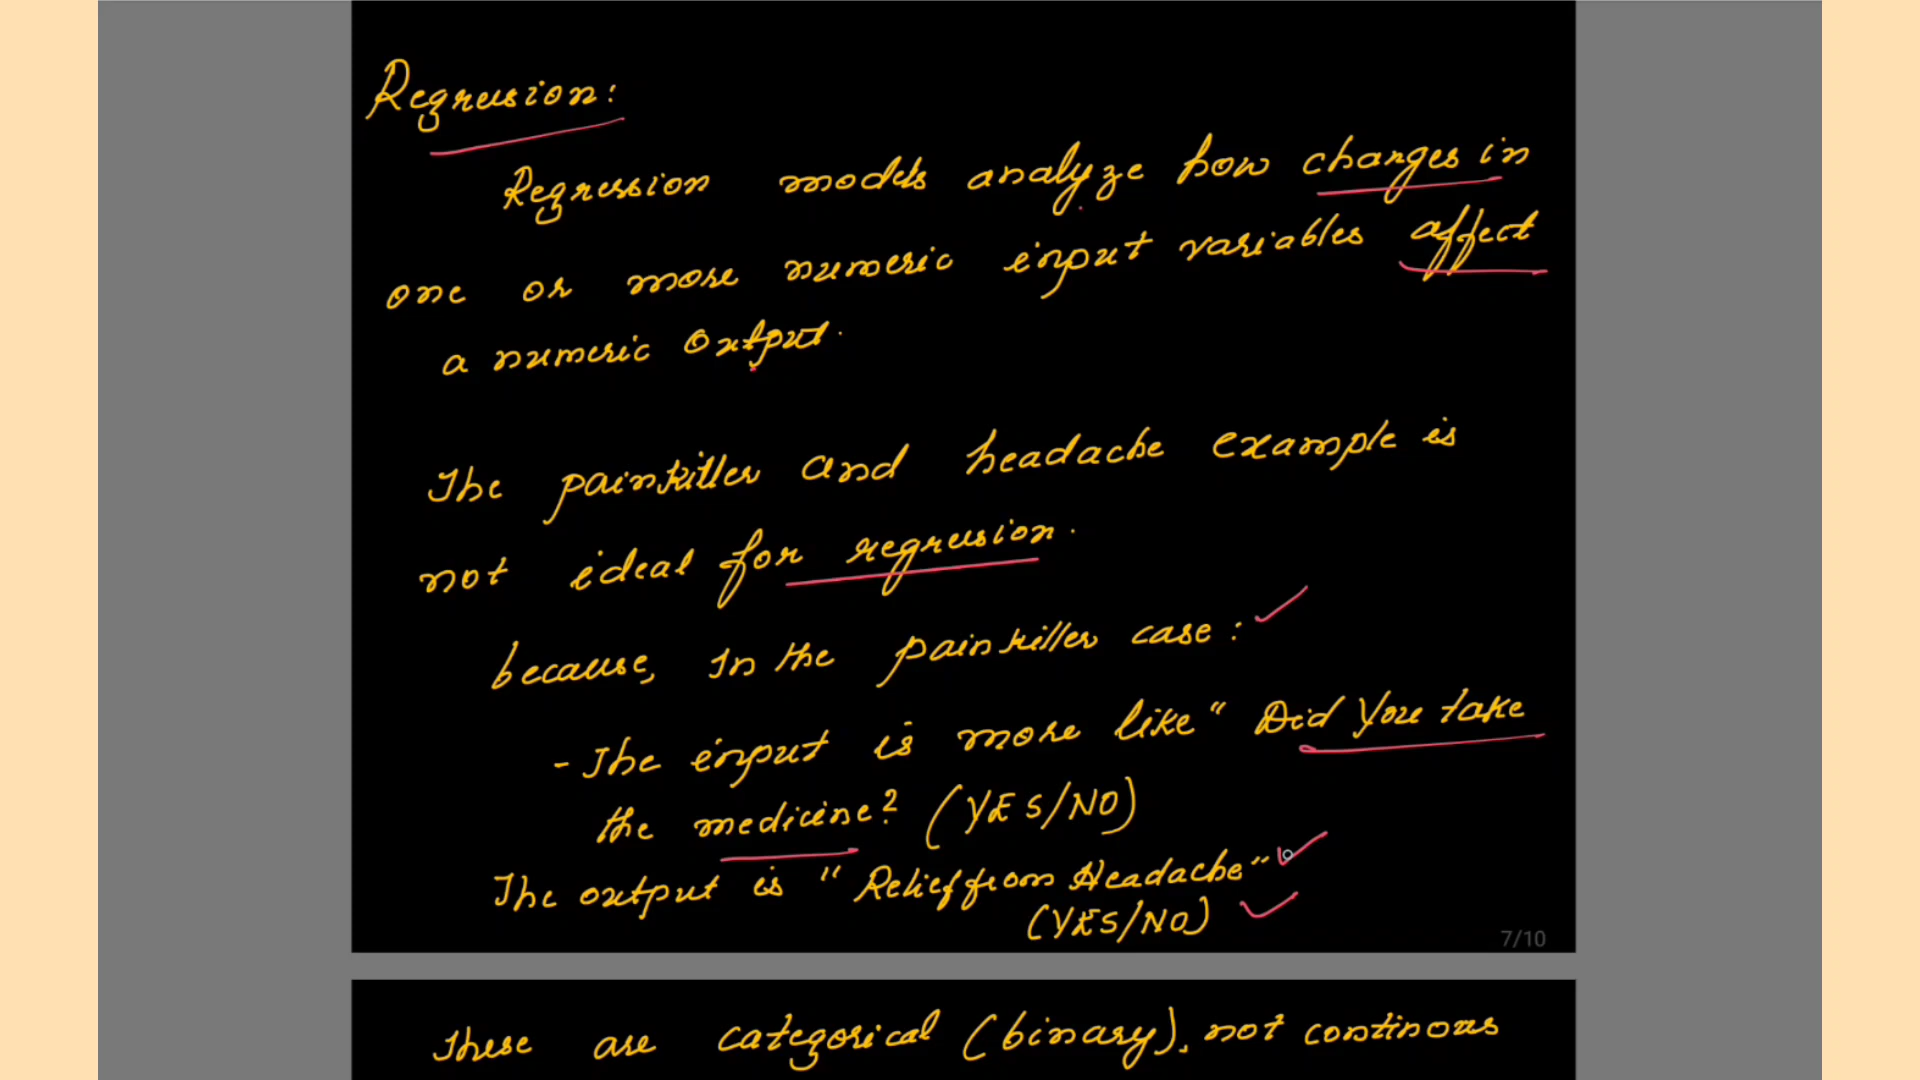 Regression:
Regression models analyze how changes in
one or more numeric input variables affect
a numeric output.
The painkiller and headache example is
not ideal for regression.
because, In the painkiller case:
- The input is more like "Did You take
the medicine? (YES/NO)
The output is "Relief from Headache"
(YES/NO)
7/10
These are categorical (binary), not continous